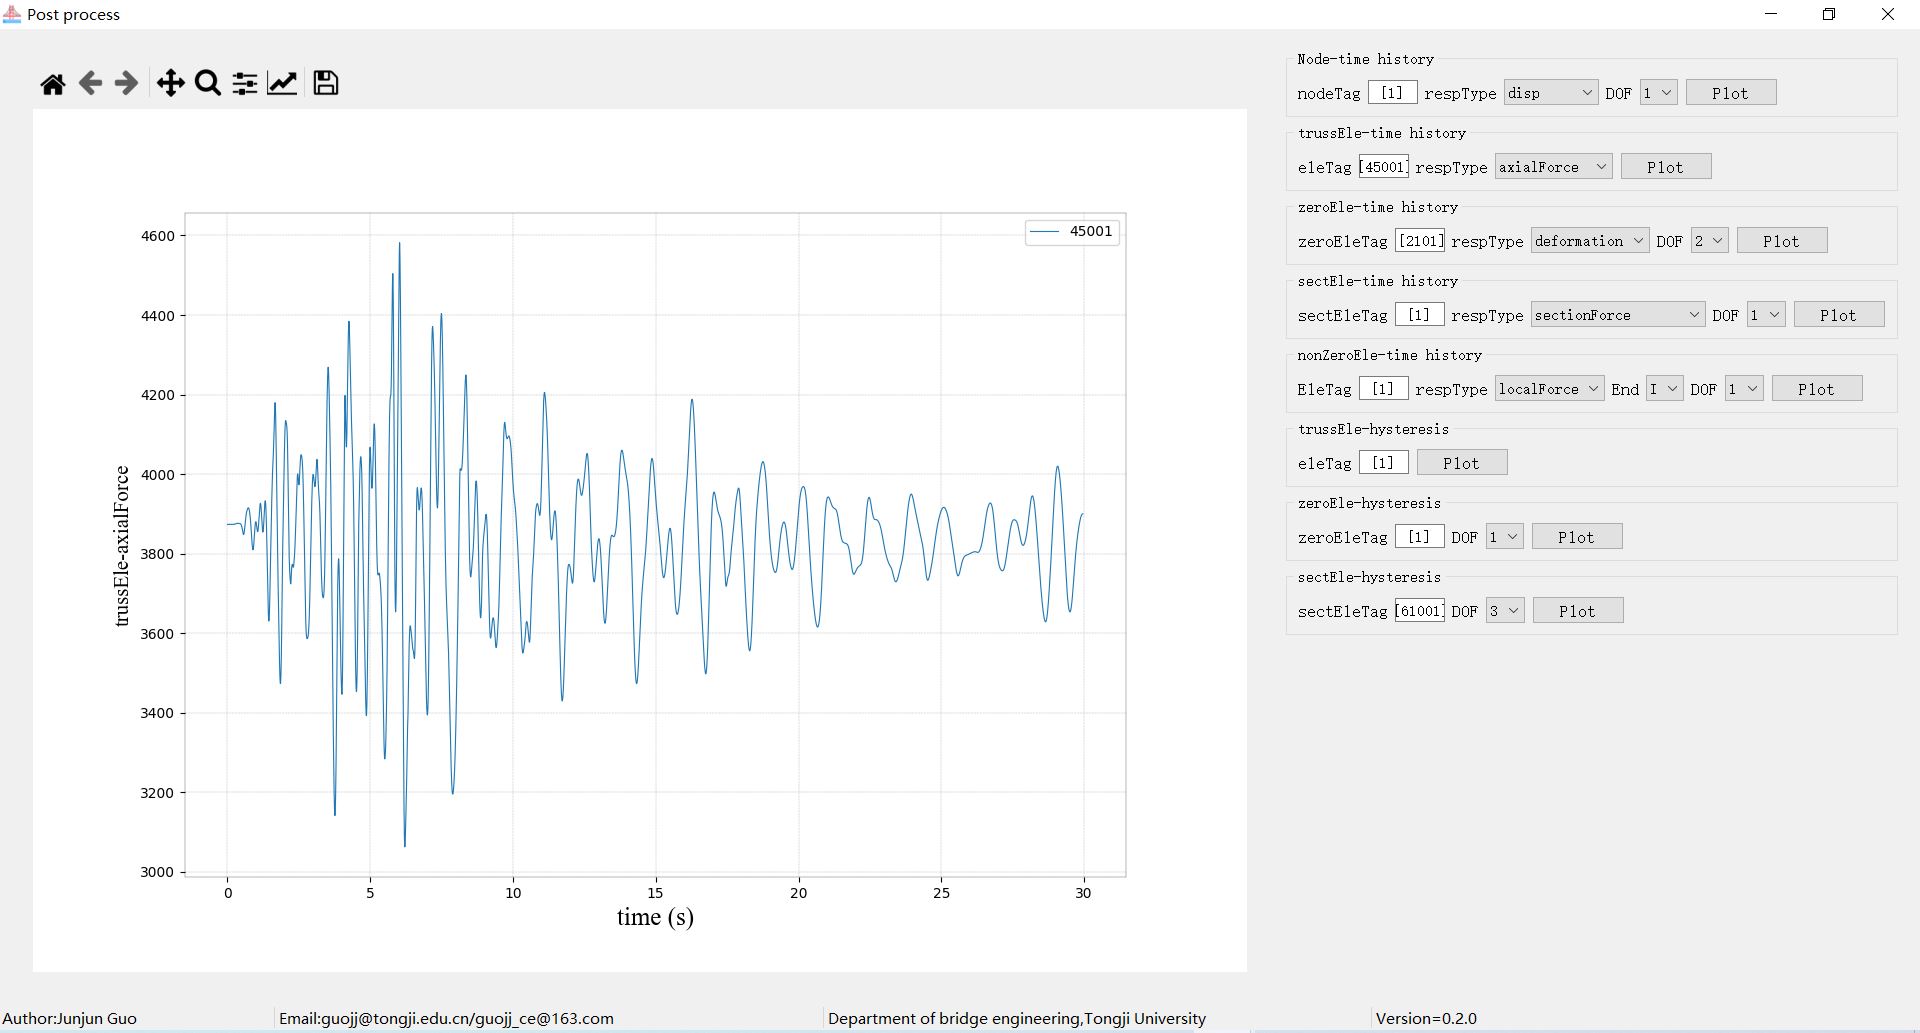 Post process
Node-time history
nodeTag [1] respType disp DOF 1 Plot
trussEle-time history
eleTag [45001] respType axialForce Plot
zeroEle-time history
zeroEleTag [2101] respType deformation DOF 2 Plot
sectEle-time history
sectEleTag [1] respType sectionForce DOF 1 Plot
nonZeroEle-time history
EleTag [1] respType localForce End I DOF 1 Plot
trussEle-hysteresis
eleTag [1] Plot
zeroEle-hysteresis
zeroEleTag [1] DOF 1 Plot
sectEle-hysteresis
sectEleTag [61001] DOF 3 Plot
45001
trussEle-axialForce
4600
4400
4200
4000
3800
3600
3400
3200
3000
0 5 10 15 20 25 30
time (s)
Author:Junjun Guo
Email:guojj@tongji.edu.cn/guojj_ce@163.com
Department of bridge engineering,Tongji University
Version=0.2.0